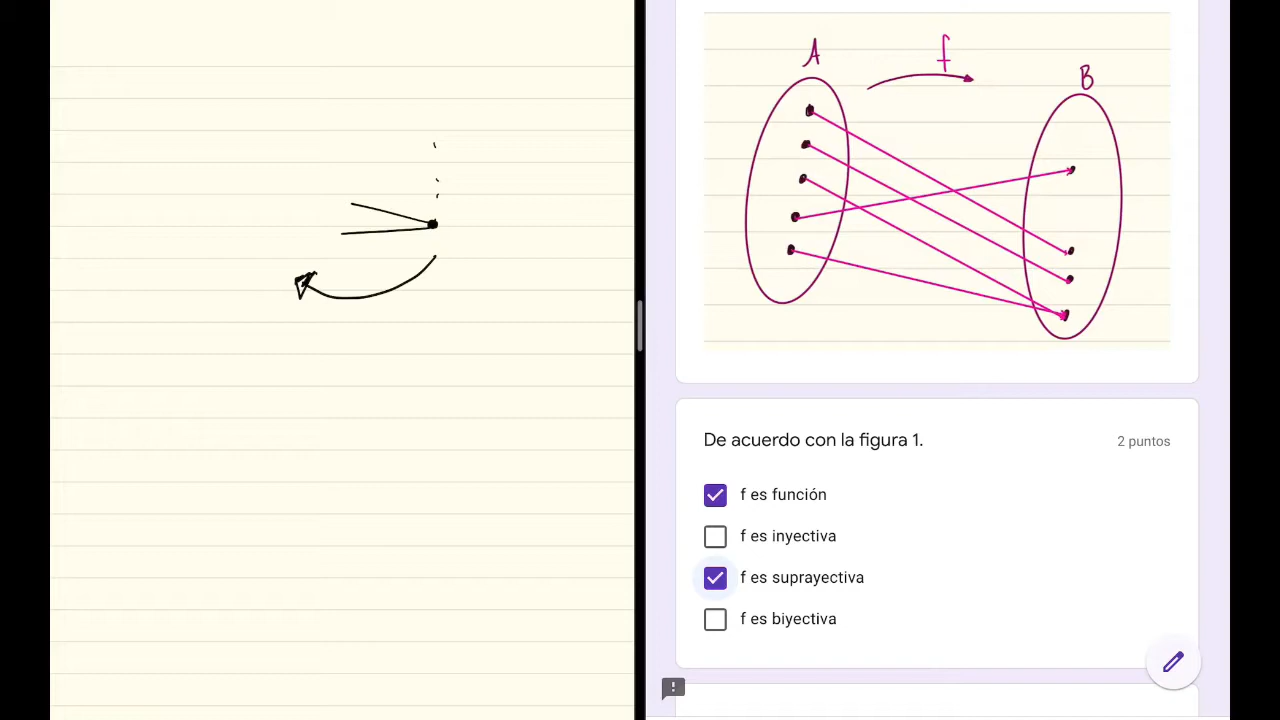 A
f
B
De acuerdo con la figura 1.
2 puntos
f es función
f es inyectiva
f es suprayectiva
f es biyectiva